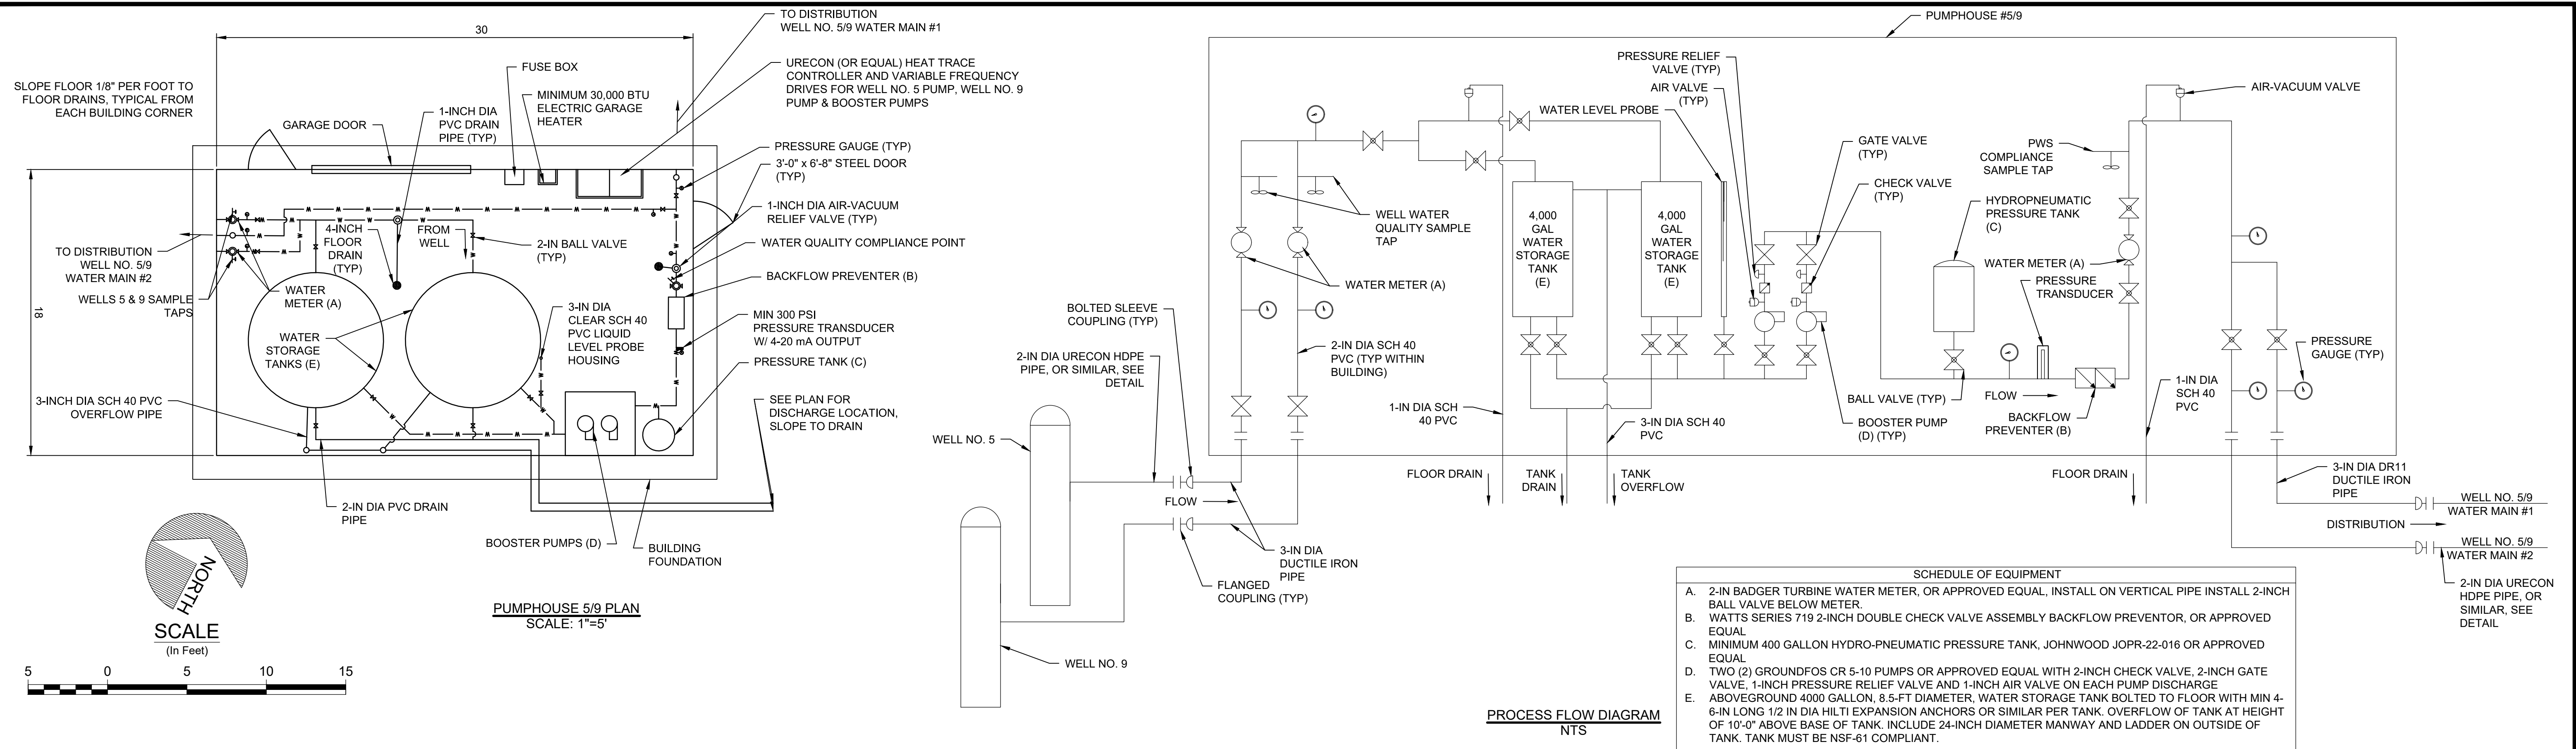 TO DISTRIBUTION
WELL NO. 5/9 WATER MAIN #1
30
SLOPE FLOOR 1/8" PER FOOT TO
FLOOR DRAINS, TYPICAL FROM
EACH BUILDING CORNER
GARAGE DOOR
1-INCH DIA
PVC DRAIN
PIPE (TYP)
FUSE BOX
MINIMUM 30,000 BTU
ELECTRIC GARAGE
HEATER
URECON (OR EQUAL) HEAT TRACE
CONTROLLER AND VARIABLE FREQUENCY
DRIVES FOR WELL NO. 5 PUMP, WELL NO. 9
PUMP & BOOSTER PUMPS
PRESSURE GAUGE (TYP)
3'-0" x 6'-8" STEEL DOOR
(TYP)
1-INCH DIA AIR-VACUUM
RELIEF VALVE (TYP)
WATER QUALITY COMPLIANCE POINT
BACKFLOW PREVENTER (B)
MIN 300 PSI
PRESSURE TRANSDUCER
W/ 4-20 mA OUTPUT
PRESSURE TANK (C)
SEE PLAN FOR
DISCHARGE LOCATION,
SLOPE TO DRAIN
18
TO DISTRIBUTION
WELL NO. 5/9
WATER MAIN #2
WELLS 5 & 9 SAMPLE
TAPS
3-INCH DIA SCH 40 PVC
OVERFLOW PIPE
4-INCH
FLOOR
DRAIN
(TYP)
FROM
WELL
2-IN BALL VALVE
(TYP)
WATER
METER (A)
WATER
STORAGE
TANKS (E)
3-IN DIA
CLEAR SCH 40
PVC LIQUID
LEVEL PROBE
HOUSING
2-IN DIA PVC DRAIN
PIPE
BOOSTER PUMPS (D)
BUILDING
FOUNDATION
NORTH
SCALE
(In Feet)
5 0 5 10 15
PUMPHOUSE 5/9 PLAN
SCALE: 1"=5'
PUMPHOUSE #5/9
PRESSURE RELIEF
VALVE (TYP)
AIR VALVE
(TYP)
WATER LEVEL PROBE
AIR-VACUUM VALVE
GATE VALVE
(TYP)
CHECK VALVE
(TYP)
PWS
COMPLIANCE
SAMPLE TAP
HYDROPNEUMATIC
PRESSURE TANK
(C)
WELL WATER
QUALITY SAMPLE
TAP
4,000
GAL
WATER
STORAGE
TANK
(E)
4,000
GAL
WATER
STORAGE
TANK
(E)
WATER METER (A)
WATER METER (A)
PRESSURE
TRANSDUCER
BOLTED SLEEVE
COUPLING (TYP)
2-IN DIA URECON HDPE
PIPE, OR SIMILAR, SEE
DETAIL
2-IN DIA SCH 40
PVC (TYP WITHIN
BUILDING)
PRESSURE
GAUGE (TYP)
1-IN DIA SCH
40 PVC
3-IN DIA SCH 40
PVC
BALL VALVE (TYP)
FLOW
BOOSTER PUMP
(D) (TYP)
BACKFLOW
PREVENTER (B)
1-IN DIA
SCH 40
PVC
WELL NO. 5
FLOOR DRAIN
TANK
DRAIN
TANK
OVERFLOW
FLOOR DRAIN
3-IN DIA DR11
DUCTILE IRON
PIPE
FLOW
WELL NO. 5/9
WATER MAIN #1
DISTRIBUTION
WELL NO. 5/9
WATER MAIN #2
3-IN DIA
DUCTILE IRON
PIPE
FLANGED
COUPLING (TYP)
2-IN DIA URECON
HDPE PIPE, OR
SIMILAR, SEE
DETAIL
WELL NO. 9
PROCESS FLOW DIAGRAM
NTS
SCHEDULE OF EQUIPMENT
A. 2-IN BADGER TURBINE WATER METER, OR APPROVED EQUAL, INSTALL ON VERTICAL PIPE INSTALL 2-INCH
BALL VALVE BELOW METER.
B. WATTS SERIES 719 2-INCH DOUBLE CHECK VALVE ASSEMBLY BACKFLOW PREVENTOR, OR APPROVED
EQUAL
C. MINIMUM 400 GALLON HYDRO-PNEUMATIC PRESSURE TANK, JOHNWOOD JOPR-22-016 OR APPROVED
EQUAL
D. TWO (2) GROUNDFOS CR 5-10 PUMPS OR APPROVED EQUAL WITH 2-INCH CHECK VALVE, 2-INCH GATE
VALVE, 1-INCH PRESSURE RELIEF VALVE AND 1-INCH AIR VALVE ON EACH PUMP DISCHARGE
E. ABOVEGROUND 4000 GALLON, 8.5-FT DIAMETER, WATER STORAGE TANK BOLTED TO FLOOR WITH MIN 4-
6-IN LONG 1/2 IN DIA HILTI EXPANSION ANCHORS OR SIMILAR PER TANK. OVERFLOW OF TANK AT HEIGHT
OF 10'-0" ABOVE BASE OF TANK. INCLUDE 24-INCH DIAMETER MANWAY AND LADDER ON OUTSIDE OF
TANK. TANK MUST BE NSF-61 COMPLIANT.